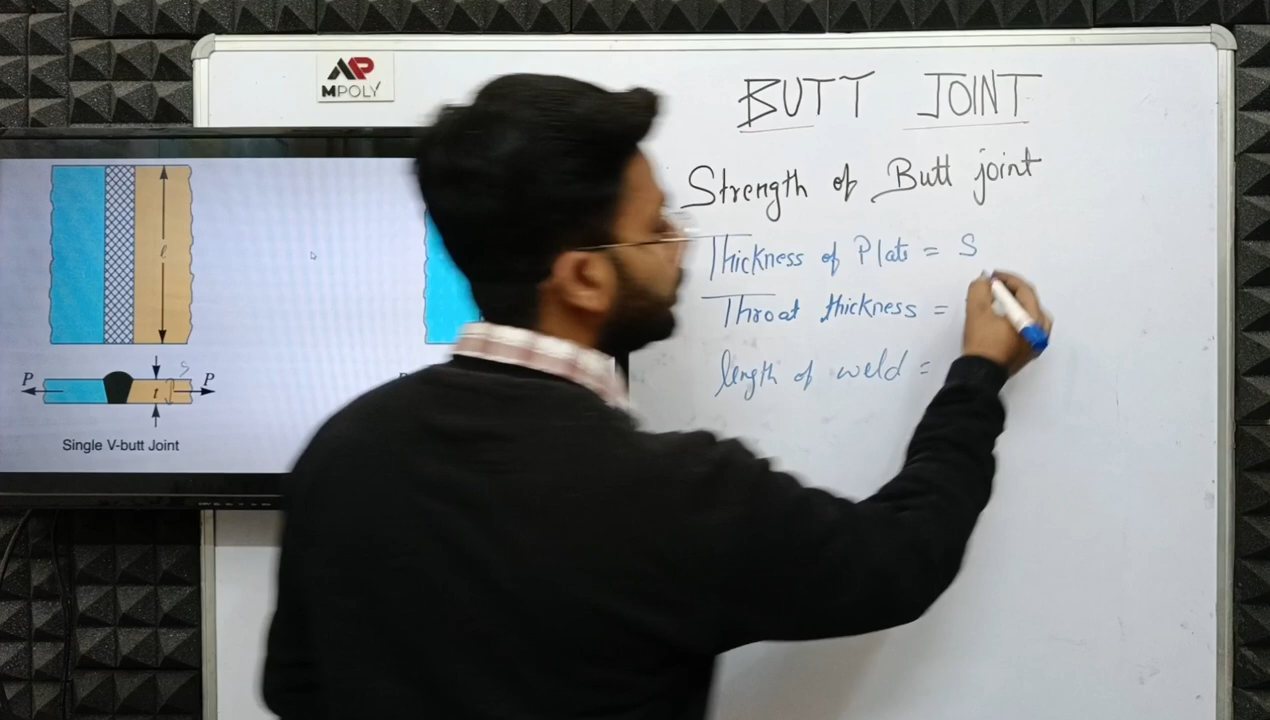 MPOLY
BUTT JOINT
Strength of Butt joint
Thickness of Plate = S
Throat thickness =
length of weld =
l
S
P t P
Single V-butt Joint